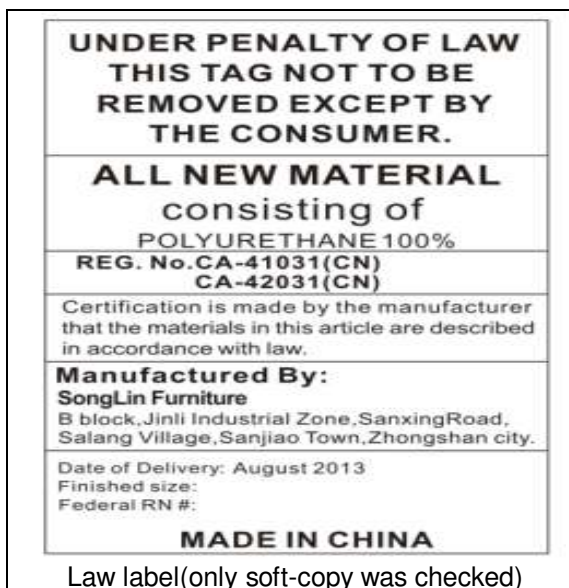 UNDER PENALTY OF LAW
THIS TAG NOT TO BE
REMOVED EXCEPT BY
THE CONSUMER.
ALL NEW MATERIAL
consisting of
POLYURETHANE 100%
REG. No.CA-41031(CN)
CA-42031(CN)
Certification is made by the manufacturer
that the materials in this article are described
in accordance with law.
Manufactured By:
SongLin Furniture
B block,Jinli Industrial Zone,SanxingRoad,
Salang Village,Sanjiao Town,Zhongshan city.
Date of Delivery: August 2013
Finished size:
Federal RN #:
MADE IN CHINA
Law label(only soft-copy was checked)